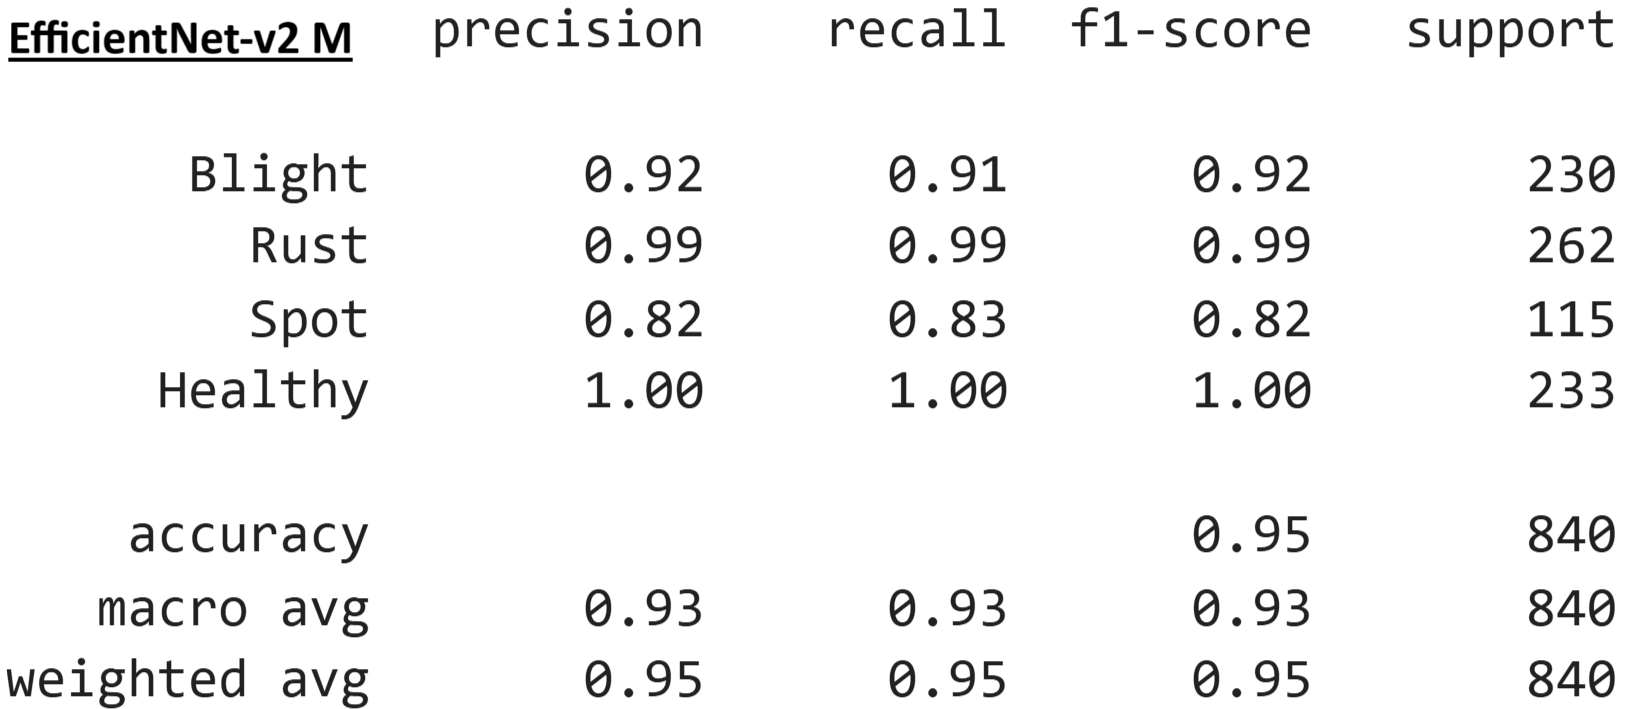 EfficientNet-v2 M precision recall f1-score support
Blight 0.92 0.91 0.92 230
Rust 0.99 0.99 0.99 262
Spot 0.82 0.83 0.82 115
Healthy 1.00 1.00 1.00 233
accuracy 0.95 840
macro avg 0.93 0.93 0.93 840
weighted avg 0.95 0.95 0.95 840